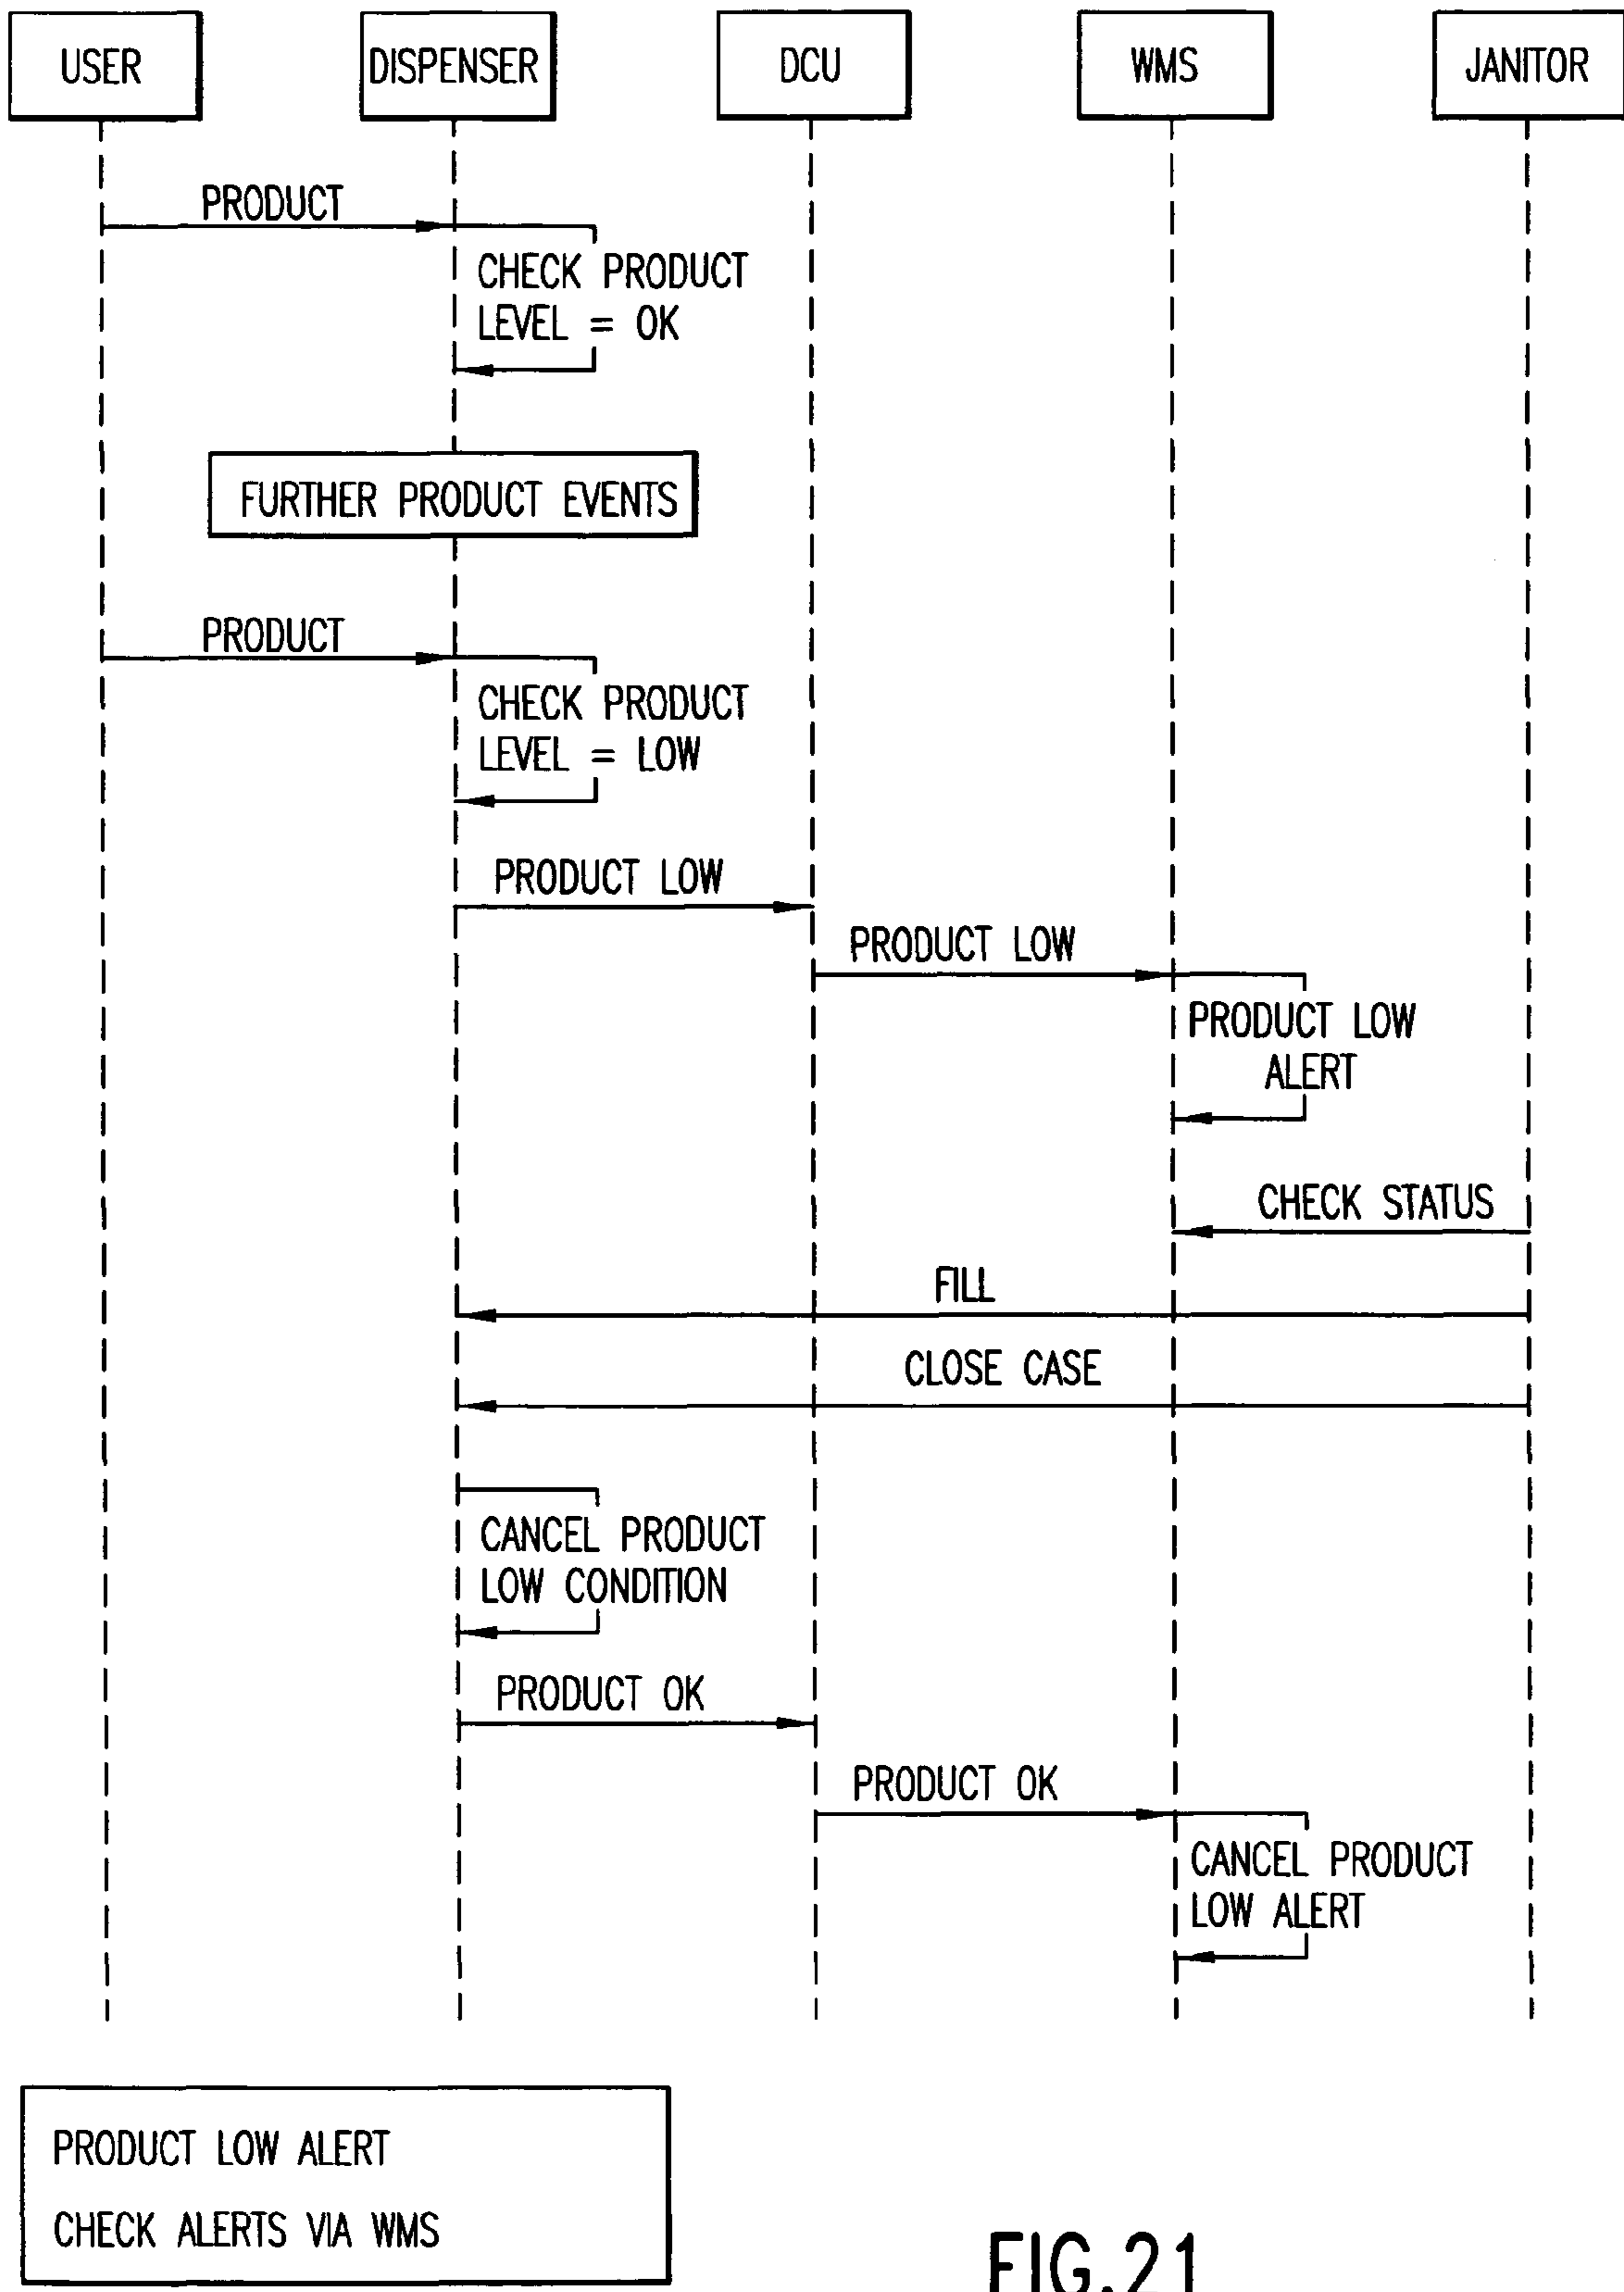 USER
DISPENSER
DCU
WMS
JANITOR
PRODUCT
CHECK PRODUCT
LEVEL = OK
FURTHER PRODUCT EVENTS
PRODUCT
CHECK PRODUCT
LEVEL = LOW
PRODUCT LOW
PRODUCT LOW
PRODUCT LOW
ALERT
CHECK STATUS
FILL
CLOSE CASE
CANCEL PRODUCT
LOW CONDITION
PRODUCT OK
PRODUCT OK
CANCEL PRODUCT
LOW ALERT
PRODUCT LOW ALERT
CHECK ALERTS VIA WMS
FIG.21